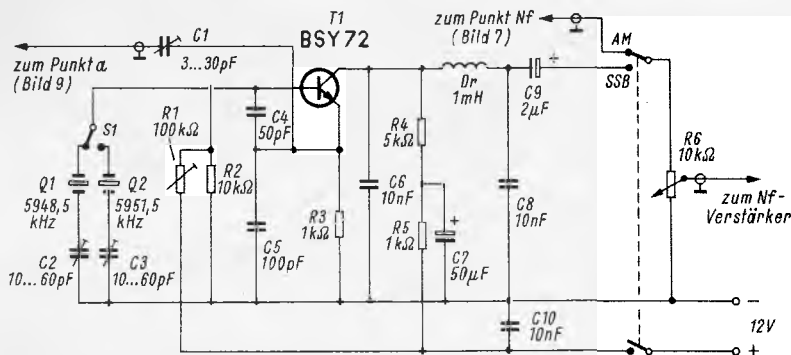 zum Punkt a
(Bild 9)
C1
3...30pF
T1
BSY 72
zum Punkt Nf
(Bild 7)
AM
SSB
S1
R1
100kΩ
R2
10kΩ
C4
50pF
Dr
1mH
C9
2µF
+
R4
5kΩ
R6
10kΩ
zum Nf-
Verstärker
Q1
5948,5
kHz
Q2
5951,5
kHz
C5
100pF
R3
1kΩ
C6
10nF
R5
1kΩ
+
C7
50µF
C8
10nF
C2
10...60pF
C3
10...60pF
C10
10nF
−
12V
+